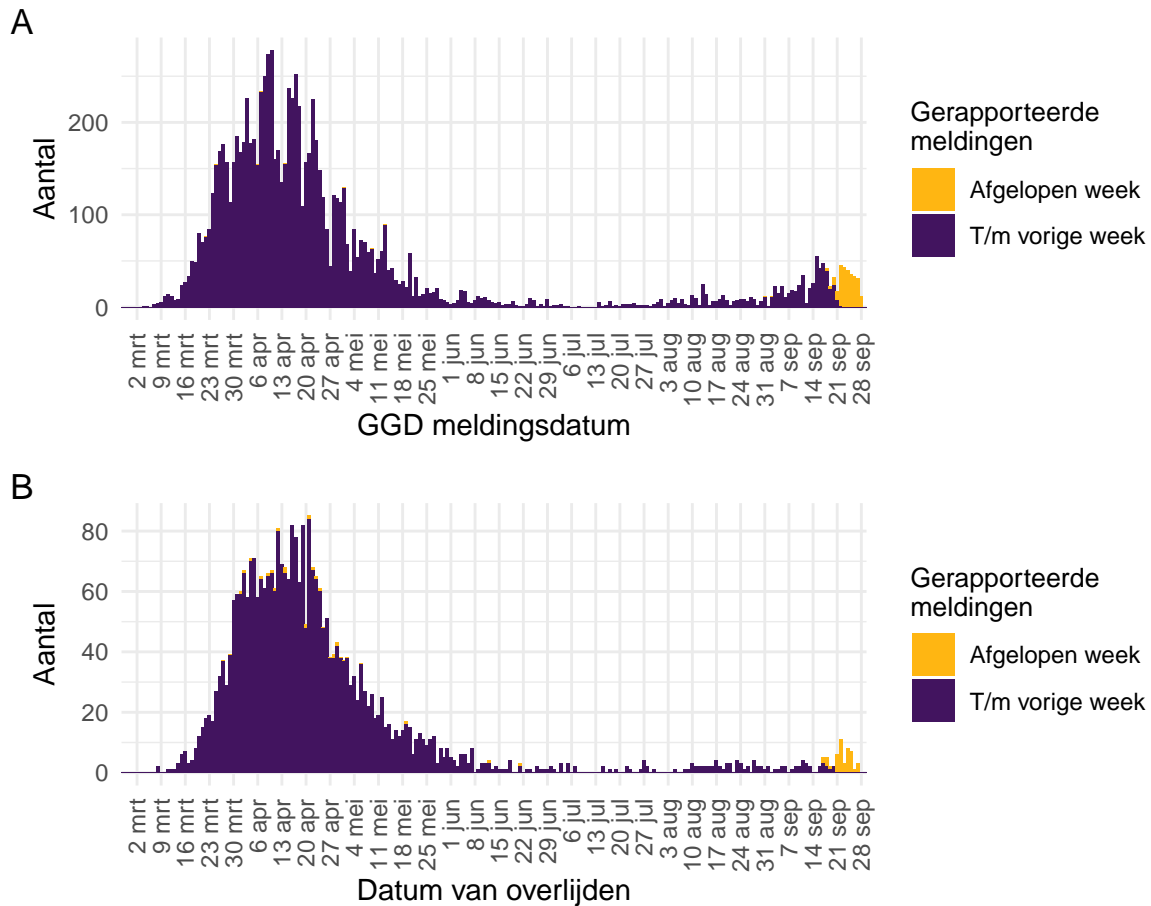 A
Aantal
200
100
0
2 mrt
9 mrt
16 mrt
23 mrt
30 mrt
6 apr
13 apr
20 apr
27 apr
4 mei
11 mei
18 mei
25 mei
1 jun
8 jun
15 jun
22 jun
29 jun
6 jul
13 jul
20 jul
27 jul
3 aug
10 aug
17 aug
24 aug
31 aug
7 sep
14 sep
21 sep
28 sep
GGD meldingsdatum
Gerapporteerde
meldingen
Afgelopen week
T/m vorige week
B
Aantal
80
60
40
20
0
2 mrt
9 mrt
16 mrt
23 mrt
30 mrt
6 apr
13 apr
20 apr
27 apr
4 mei
11 mei
18 mei
25 mei
1 jun
8 jun
15 jun
22 jun
29 jun
6 jul
13 jul
20 jul
27 jul
3 aug
10 aug
17 aug
24 aug
31 aug
7 sep
14 sep
21 sep
28 sep
Datum van overlijden
Gerapporteerde
meldingen
Afgelopen week
T/m vorige week